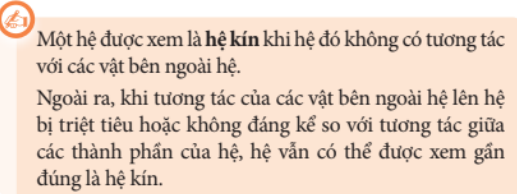 Một hệ được xem là hệ kín khi hệ đó không có tương tác
với các vật bên ngoài hệ.
Ngoài ra, khi tương tác của các vật bên ngoài hệ lên hệ
bị triệt tiêu hoặc không đáng kể so với tương tác giữa
các thành phần của hệ, hệ vẫn có thể được xem gần
đúng là hệ kín.